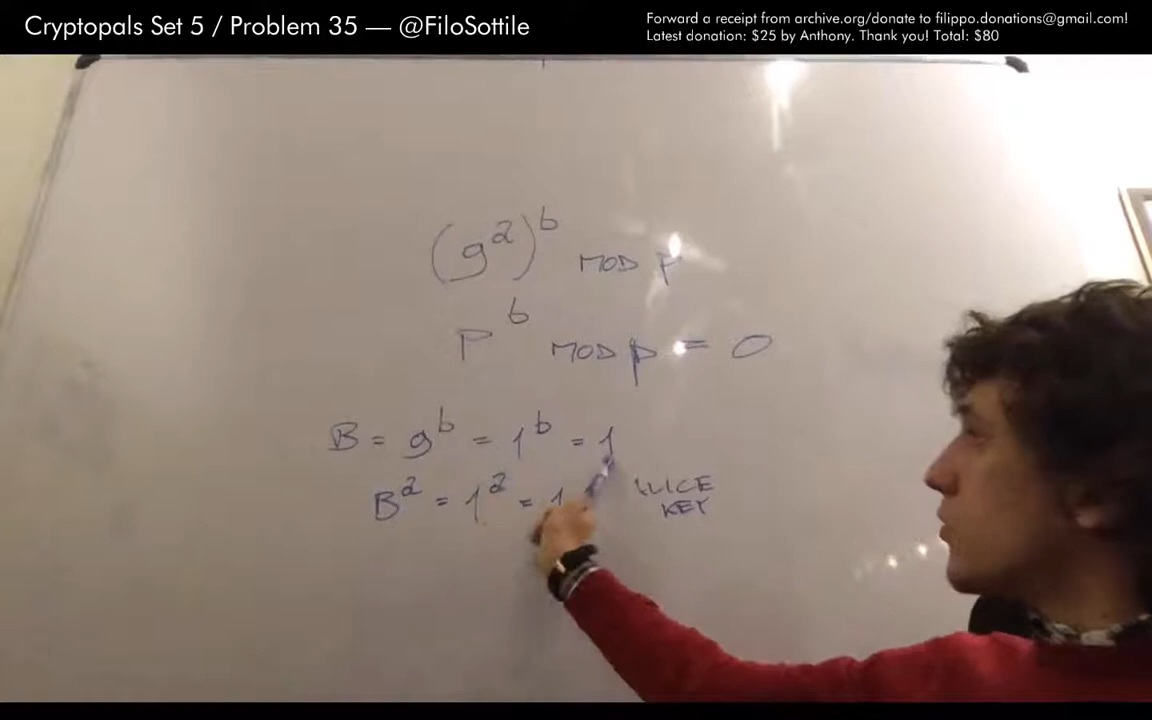 Cryptopals Set 5 / Problem 35 — @FiloSottile
Forward a receipt from archive.org/donate to filippo.donations@gmail.com!
Latest donation: $25 by Anthony. Thank you! Total: $80
(g^a)^b MOD p
p^b MOD p = 0
B = g^b = 1^b = 1
B^a = 1^a = 1
ALICE
KEY